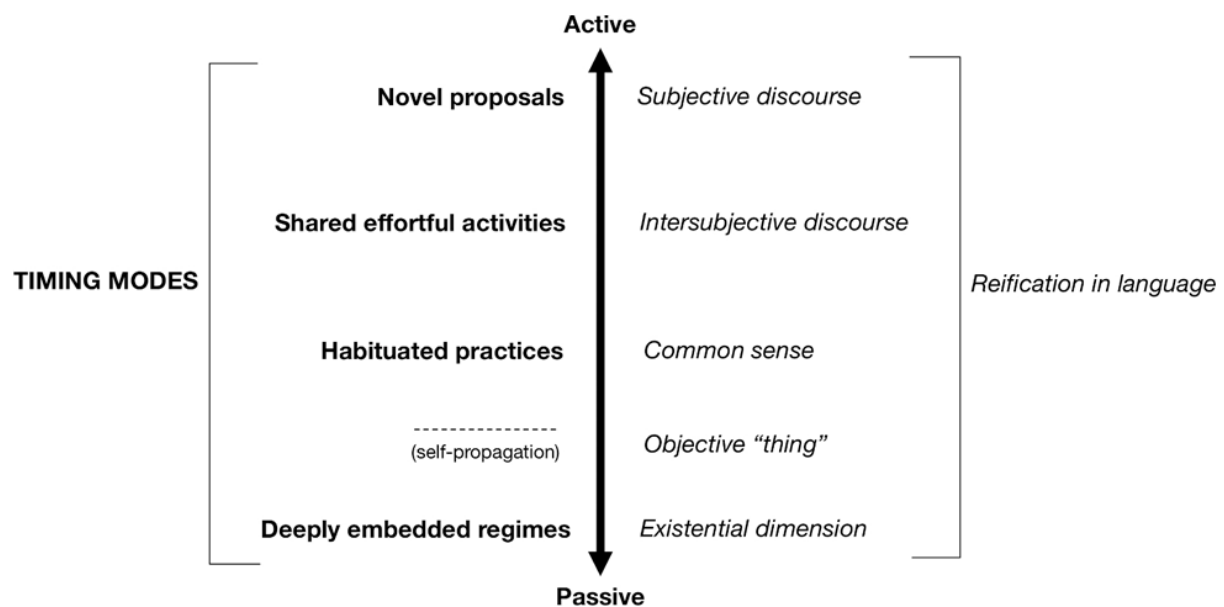 Active
Novel proposals
Subjective discourse
Shared effortful activities
Intersubjective discourse
TIMING MODES
Reification in language
Habituated practices
Common sense
(self-propagation)
Objective “thing”
Deeply embedded regimes
Existential dimension
Passive